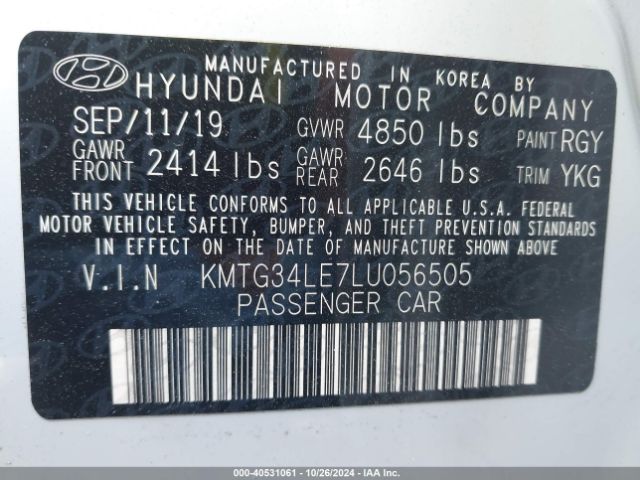 MANUFACTURED IN KOREA BY
HYUNDAI MOTOR COMPANY
SEP/11/19 GVWR 4850 lbs PAINT RGY
GAWR FRONT 2414 lbs GAWR REAR 2646 lbs TRIM YKG
THIS VEHICLE CONFORMS TO ALL APPLICABLE U.S.A. FEDERAL
MOTOR VEHICLE SAFETY, BUMPER, AND THEFT PREVENTION STANDARDS
IN EFFECT ON THE DATE OF MANUFACTURE SHOWN ABOVE
V.I.N KMTG34LE7LU056505
PASSENGER CAR
000-40531061 - 10/26/2024 - IAAI.COM